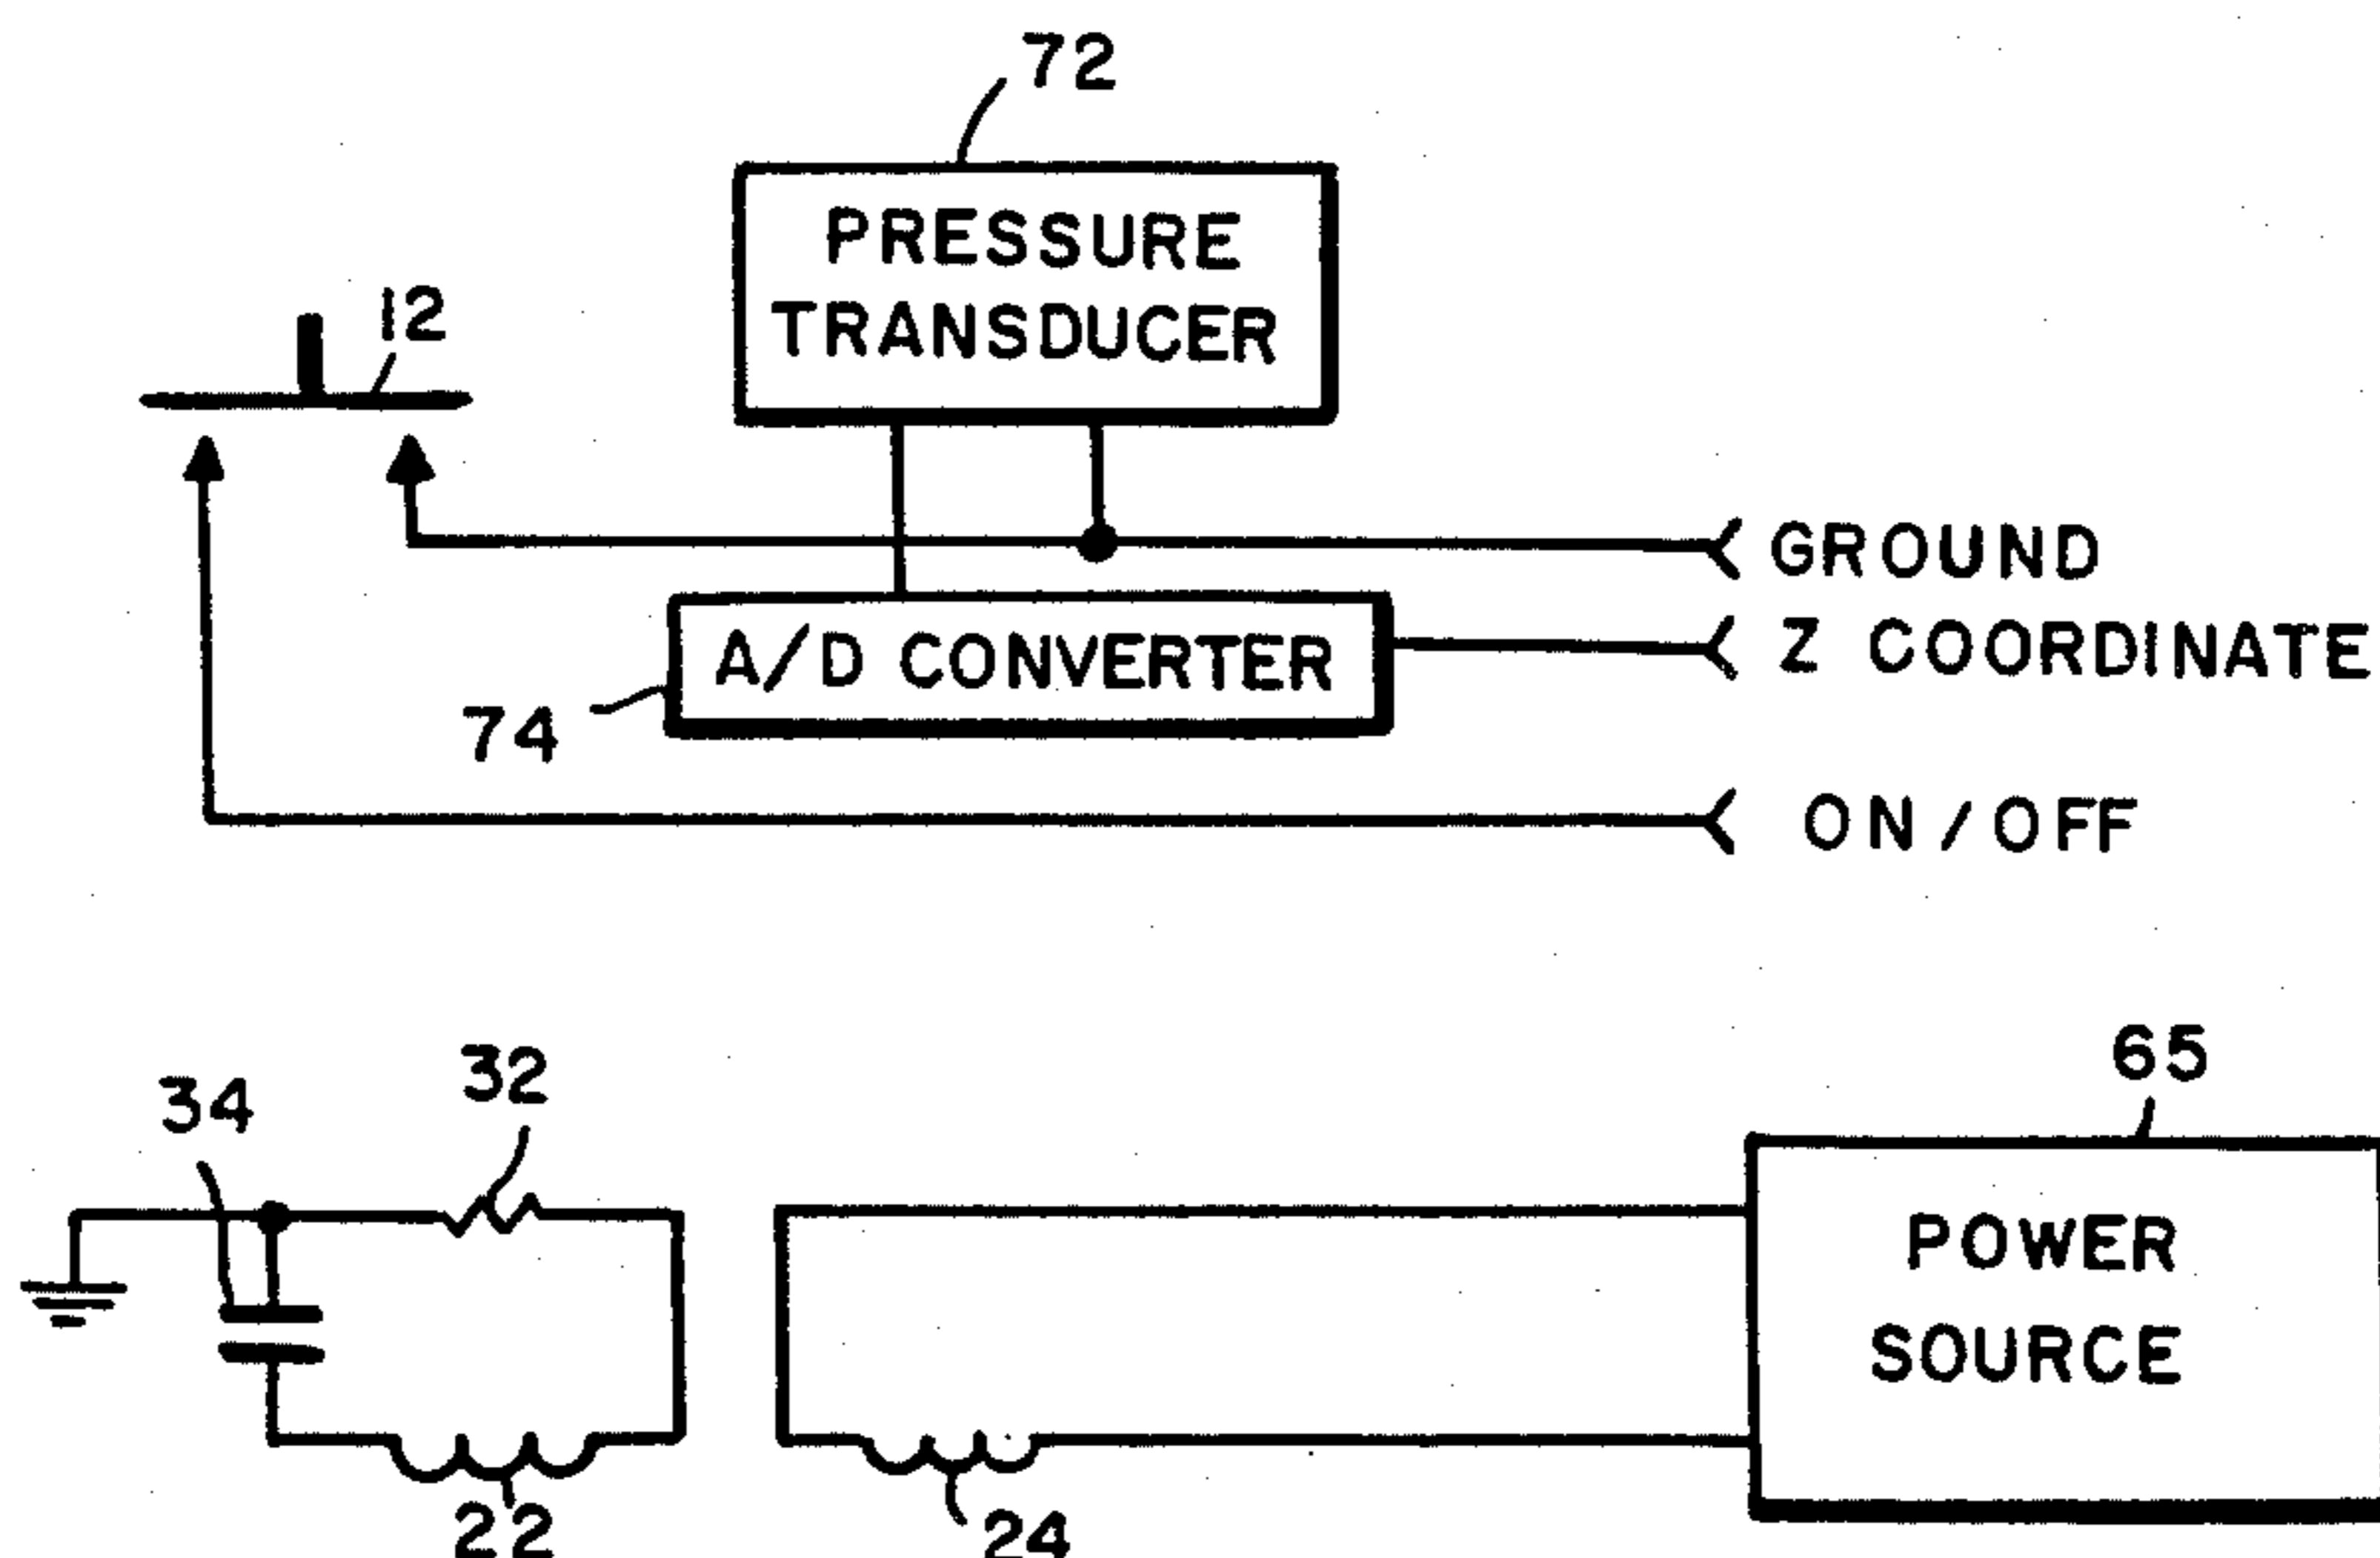 72
PRESSURE
TRANSDUCER
12
GROUND
A/D CONVERTER
Z COORDINATE
74
ON/OFF
34
32
65
POWER
SOURCE
22
24